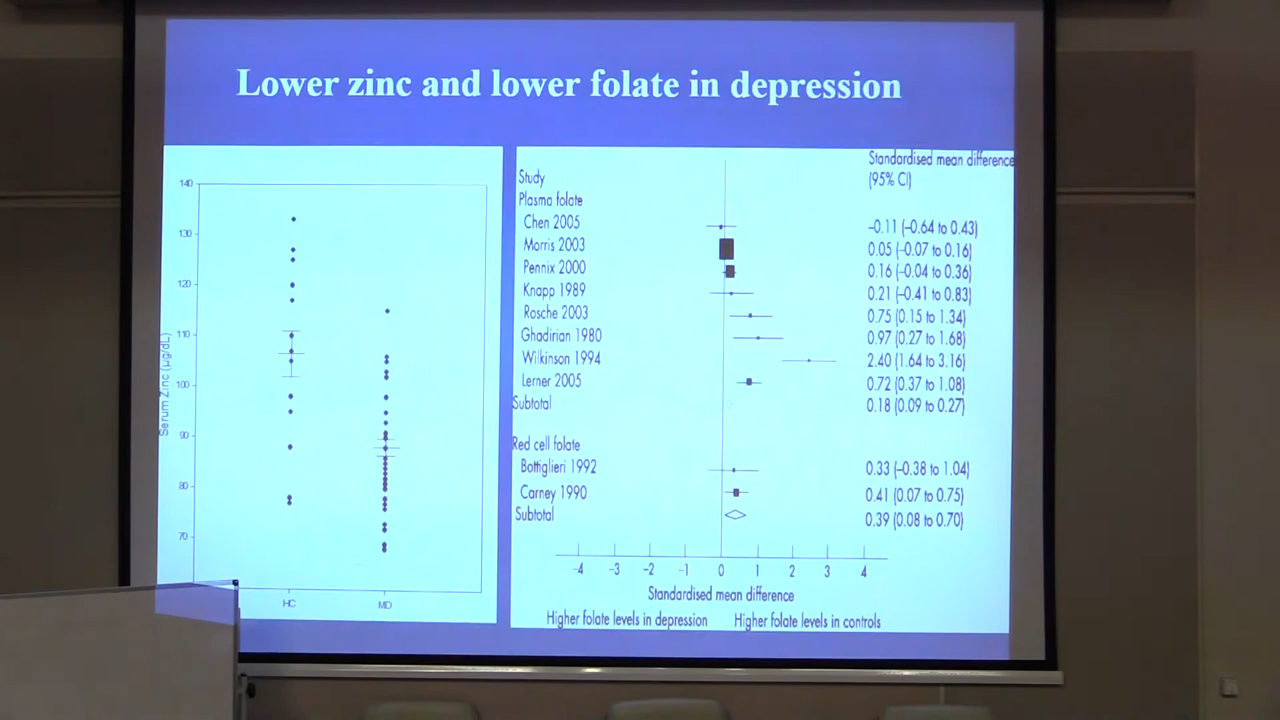 Lower zinc and lower folate in depression
140
130
120
110
100
90
80
70
Serum Zinc (µg/dL)
HC
MD
Standardised mean difference
(95% CI)
Study
Plasma folate
Chen 2005 –0.11 (–0.64 to 0.43)
Morris 2003 0.05 (–0.07 to 0.16)
Pennix 2000 0.16 (–0.04 to 0.36)
Knapp 1989 0.21 (–0.41 to 0.83)
Rosche 2003 0.75 (0.15 to 1.34)
Ghadirian 1980 0.97 (0.27 to 1.68)
Wilkinson 1994 2.40 (1.64 to 3.16)
Lerner 2005 0.72 (0.37 to 1.08)
Subtotal 0.18 (0.09 to 0.27)
Red cell folate
Bottiglieri 1992 0.33 (–0.38 to 1.04)
Carney 1990 0.41 (0.07 to 0.75)
Subtotal 0.39 (0.08 to 0.70)
–4 –3 –2 –1 0 1 2 3 4
Standardised mean difference
Higher folate levels in depression Higher folate levels in controls